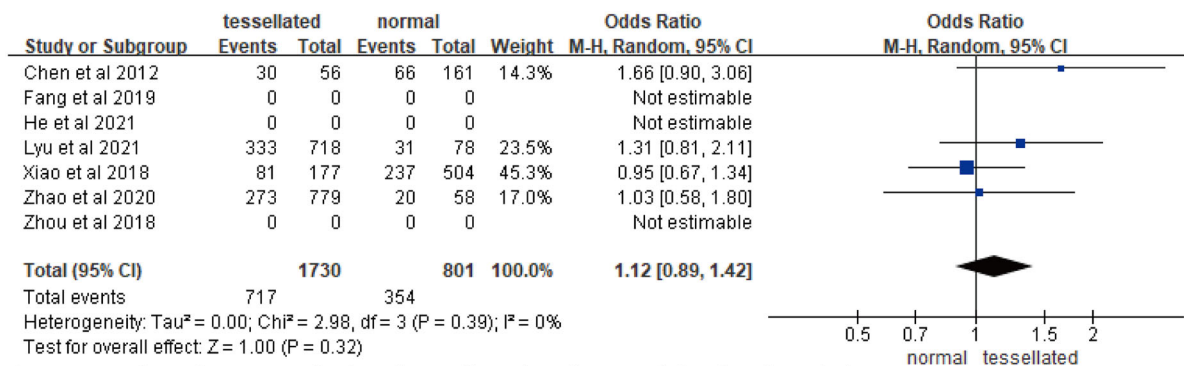 tessellated normal Odds Ratio Odds Ratio
Study or Subgroup Events Total Events Total Weight M-H, Random, 95% CI M-H, Random, 95% CI
Chen et al 2012 30 56 66 161 14.3% 1.66 [0.90, 3.06]
Fang et al 2019 0 0 0 0 Not estimable
He et al 2021 0 0 0 0 Not estimable
Lyu et al 2021 333 718 31 78 23.5% 1.31 [0.81, 2.11]
Xiao et al 2018 81 177 237 504 45.3% 0.95 [0.67, 1.34]
Zhao et al 2020 273 779 20 58 17.0% 1.03 [0.58, 1.80]
Zhou et al 2018 0 0 0 0 Not estimable
Total (95% CI) 1730 801 100.0% 1.12 [0.89, 1.42]
Total events 717 354
Heterogeneity: Tau² = 0.00; Chi² = 2.98, df = 3 (P = 0.39); I² = 0%
Test for overall effect: Z = 1.00 (P = 0.32)
0.5 0.7 1 1.5 2
normal tessellated